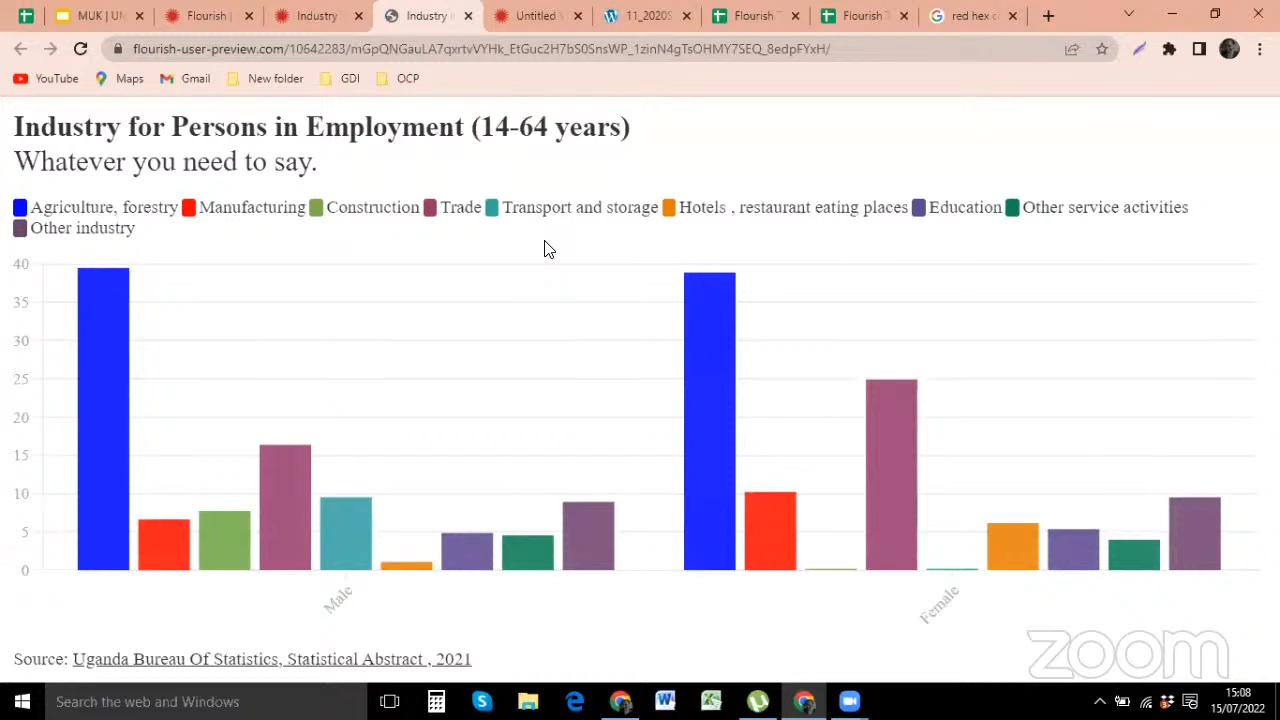 MUK | UN
Flourish
Industry
Industry i
Untitled
11_2020S
Flourish T
Flourish T
red hex c
flourish-user-preview.com/10642283/mGpQNGauLA7qxrtvVYHk_EtGuc2H7bS0SnsWP_1zinN4gTsOHMY7SEQ_8edpFYxH/
YouTube Maps Gmail New folder GDI OCP
Industry for Persons in Employment (14-64 years)
Whatever you need to say.
Agriculture, forestry Manufacturing Construction Trade Transport and storage Hotels , restaurant eating places Education Other service activities
Other industry
40
35
30
25
20
15
10
5
0
Male
Female
Source: Uganda Bureau Of Statistics, Statistical Abstract , 2021
zoom
Search the web and Windows
15:08
15/07/2022